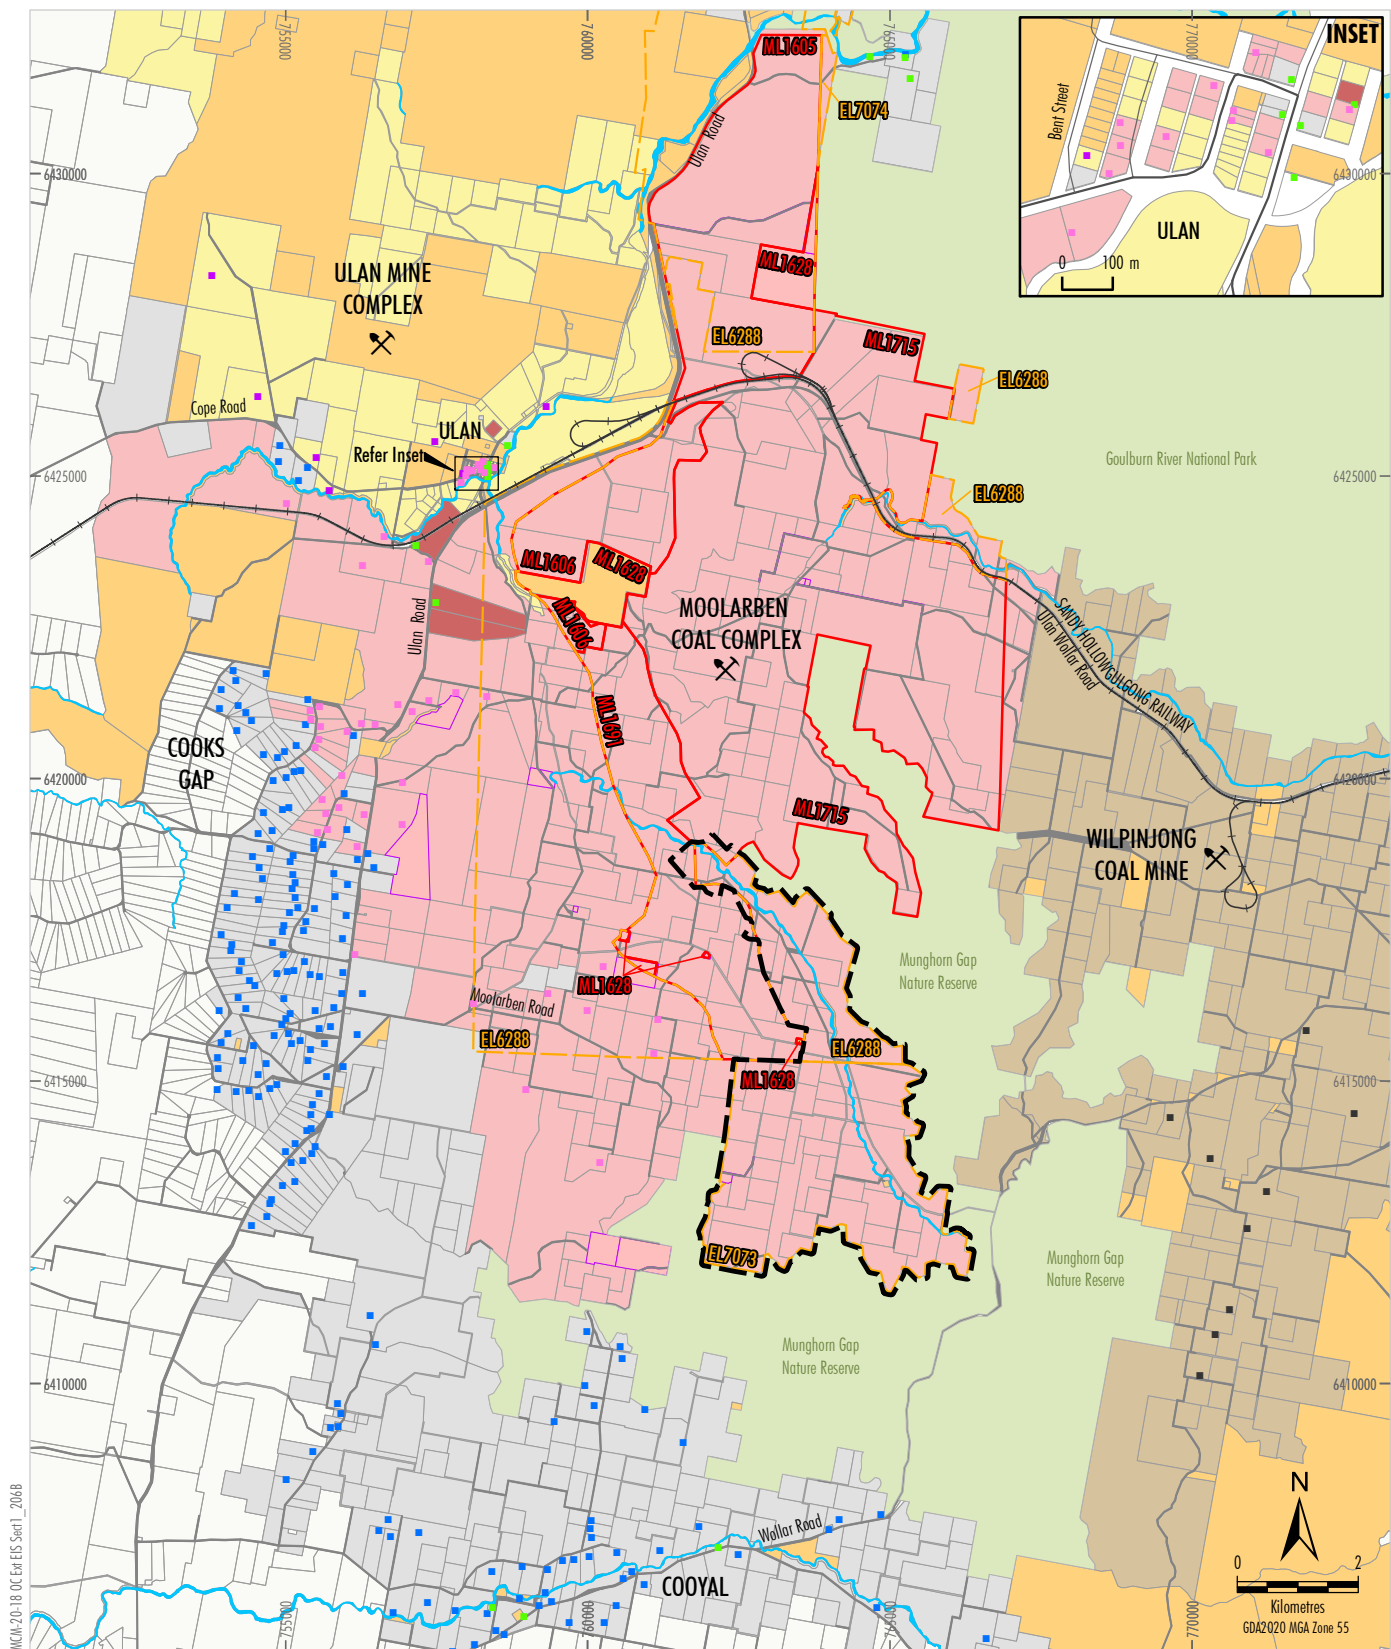 755000
760000
765000
770000
INSET
Bent Street
ULAN
0 100 m
ML1605
EL7074
Ulan Road
6430000
6430000
ML1628
ULAN MINE
COMPLEX
EL6288
ML1715
EL6288
Cope Road
ULAN
Refer Inset
Goulburn River National Park
6425000
6425000
EL6288
ML1606
ML1628
ML1606
Ulan Road
MOOLARBEN
COAL COMPLEX
SANDY HOLLOW GULGONG RAILWAY
Ulan Wollar Road
ML1691
COOKS
GAP
6420000
6420000
ML1715
WILPINJONG
COAL MINE
Munghorn Gap
Nature Reserve
ML1628
Moolarben Road
EL6288
EL6288
ML1628
6415000
6415000
EL7073
Munghorn Gap
Nature Reserve
Munghorn Gap
Nature Reserve
6410000
6410000
Wollar Road
COOYAL
N
0 2
Kilometres
GDA2020 MGA Zone 55
755000
760000
765000
770000
MCM-20-18 OC Ext EIS Sect1_206B